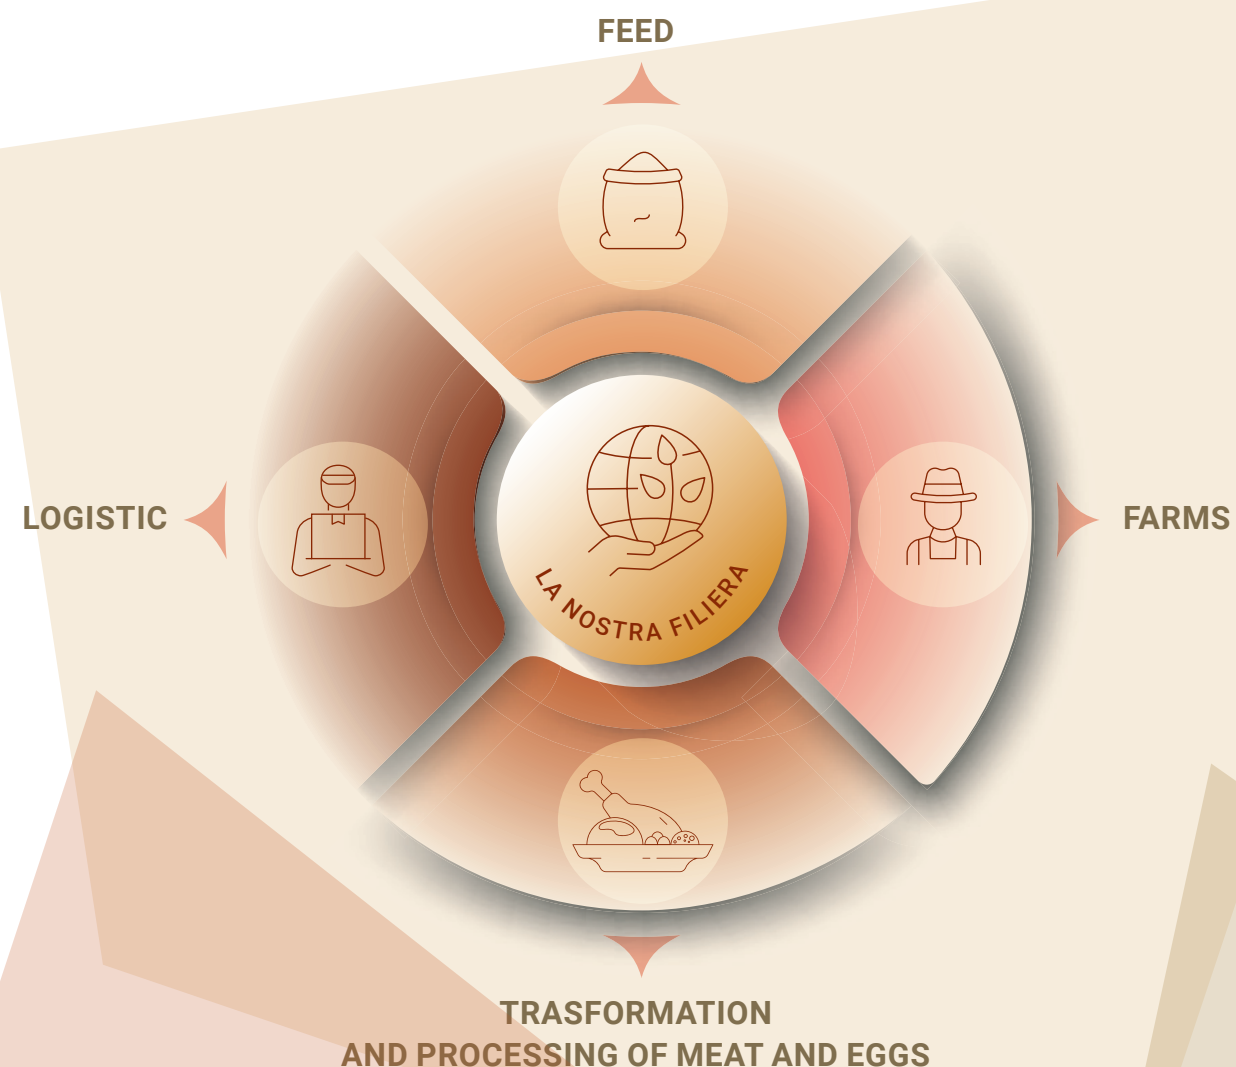 FEED
LOGISTIC
FARMS
LA NOSTRA FILIERA
TRASFORMATION
AND PROCESSING OF MEAT AND EGGS